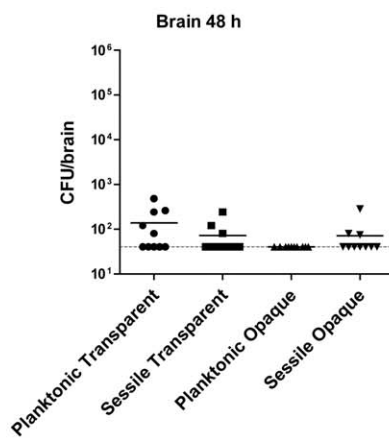 Brain 48 h
CFU/brain
10⁶
10⁵
10⁴
10³
10²
10¹
Planktonic Transparent
Sessile Transparent
Planktonic Opaque
Sessile Opaque